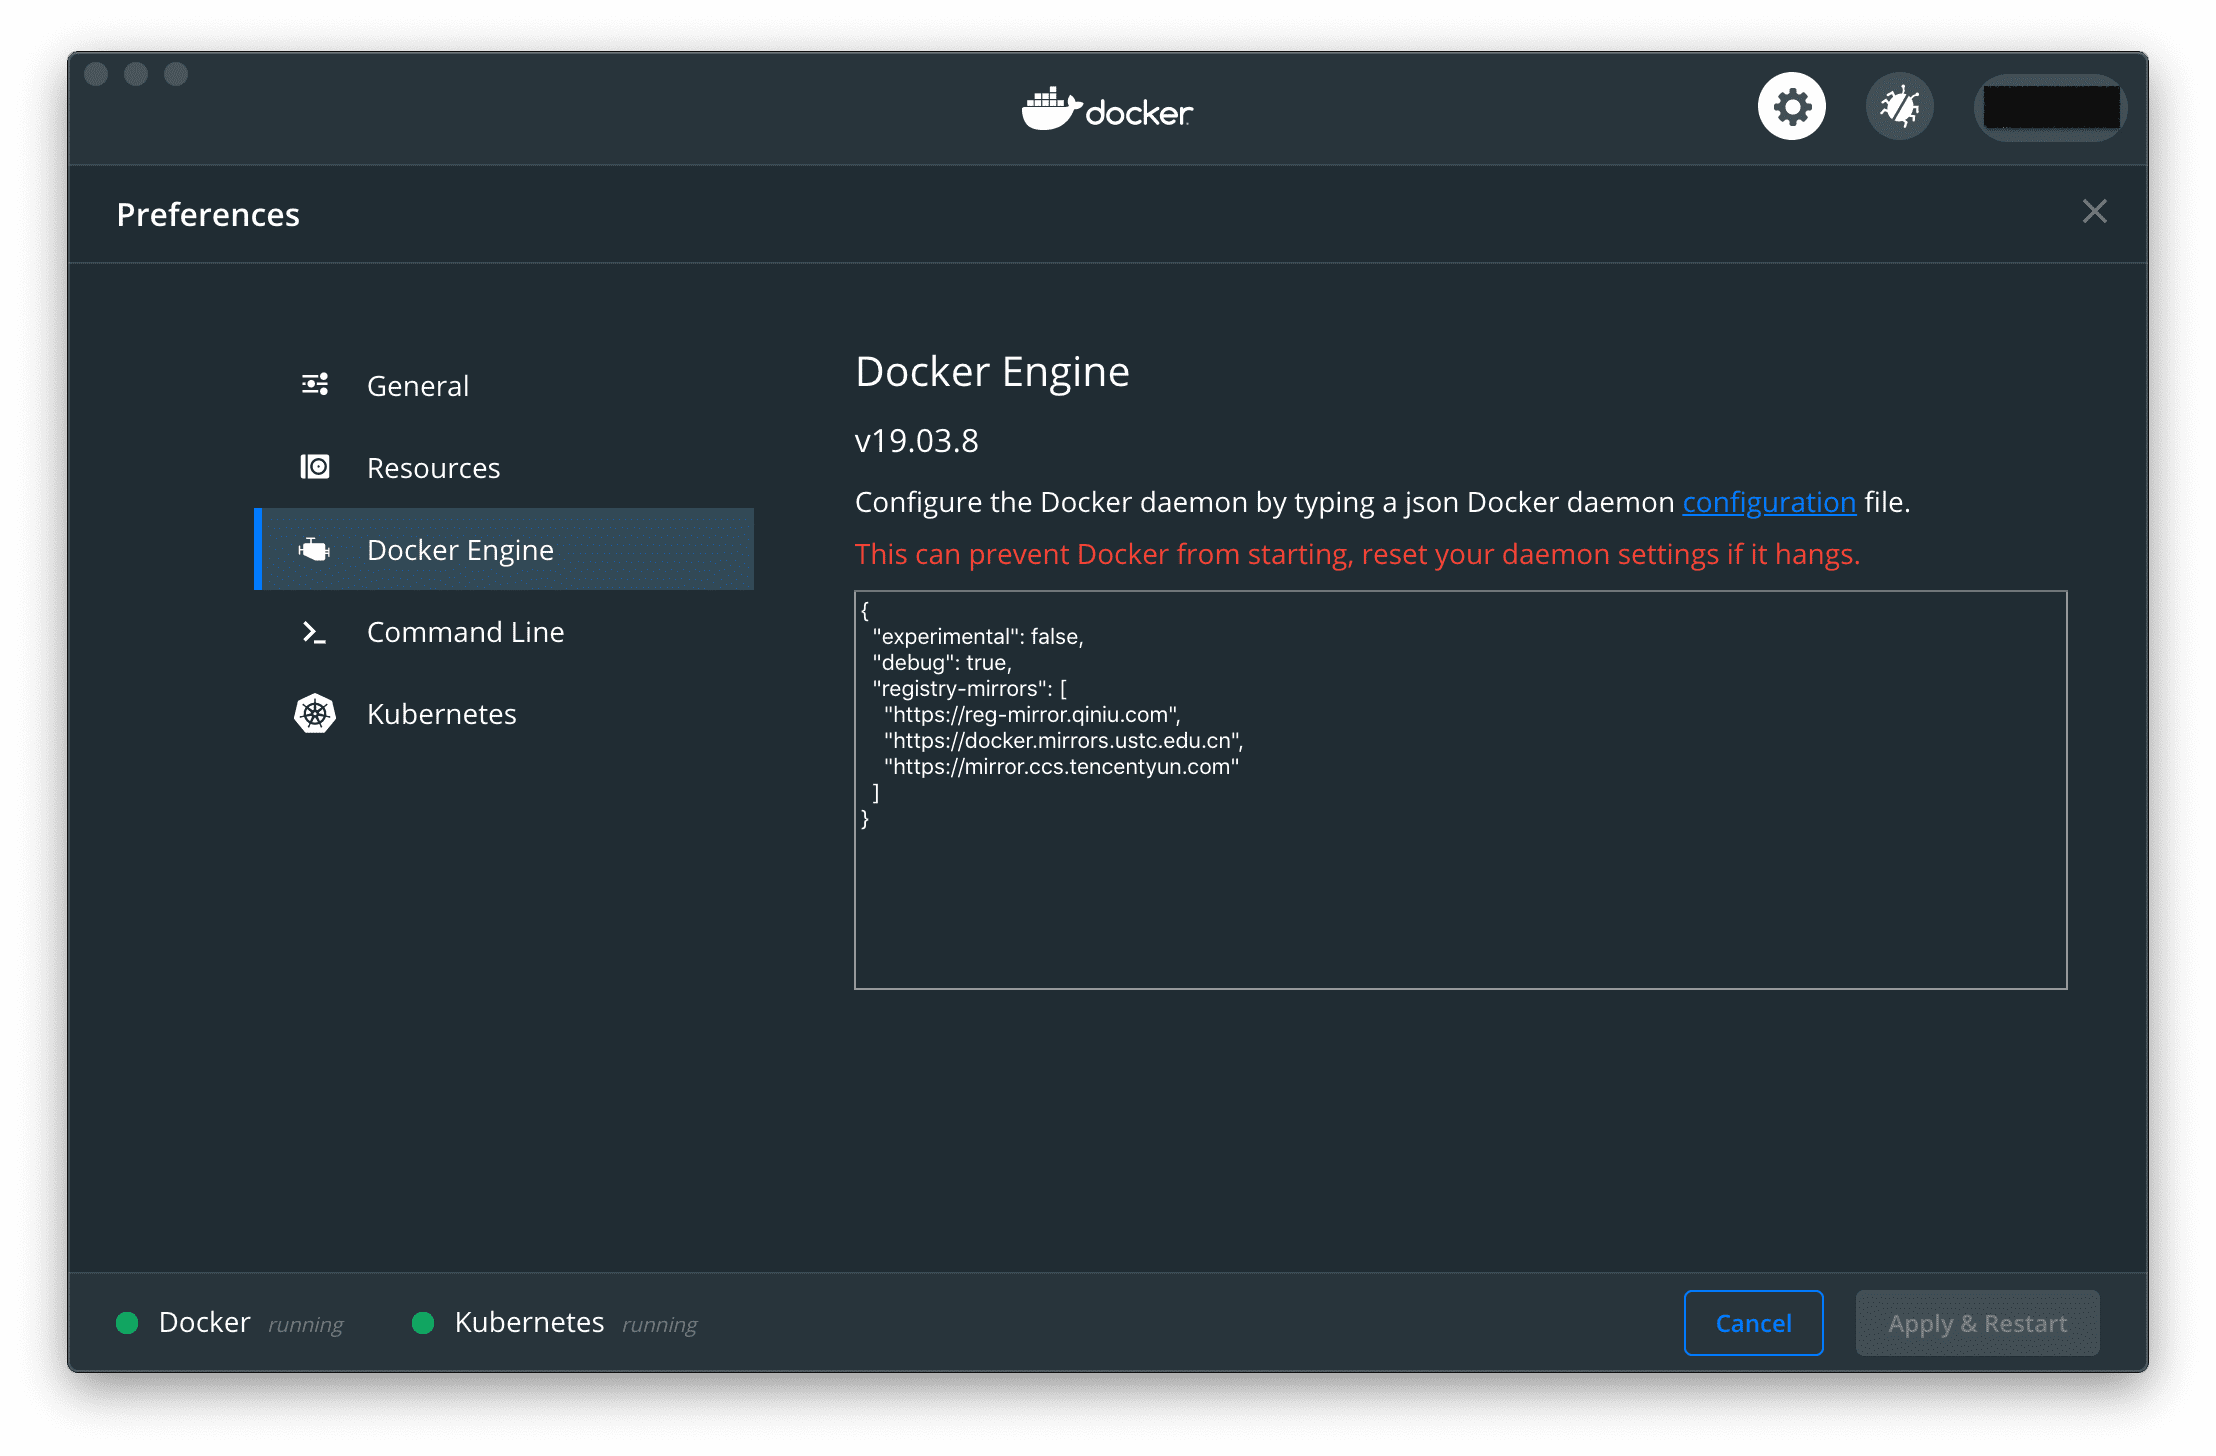 docker
Preferences
General
Resources
Docker Engine
Command Line
Kubernetes
Docker Engine
v19.03.8
Configure the Docker daemon by typing a json Docker daemon configuration file.
This can prevent Docker from starting, reset your daemon settings if it hangs.
{
  "experimental": false,
  "debug": true,
  "registry-mirrors": [
    "https://reg-mirror.qiniu.com",
    "https://docker.mirrors.ustc.edu.cn",
    "https://mirror.ccs.tencentyun.com"
  ]
}
Docker running
Kubernetes running
Cancel
Apply & Restart